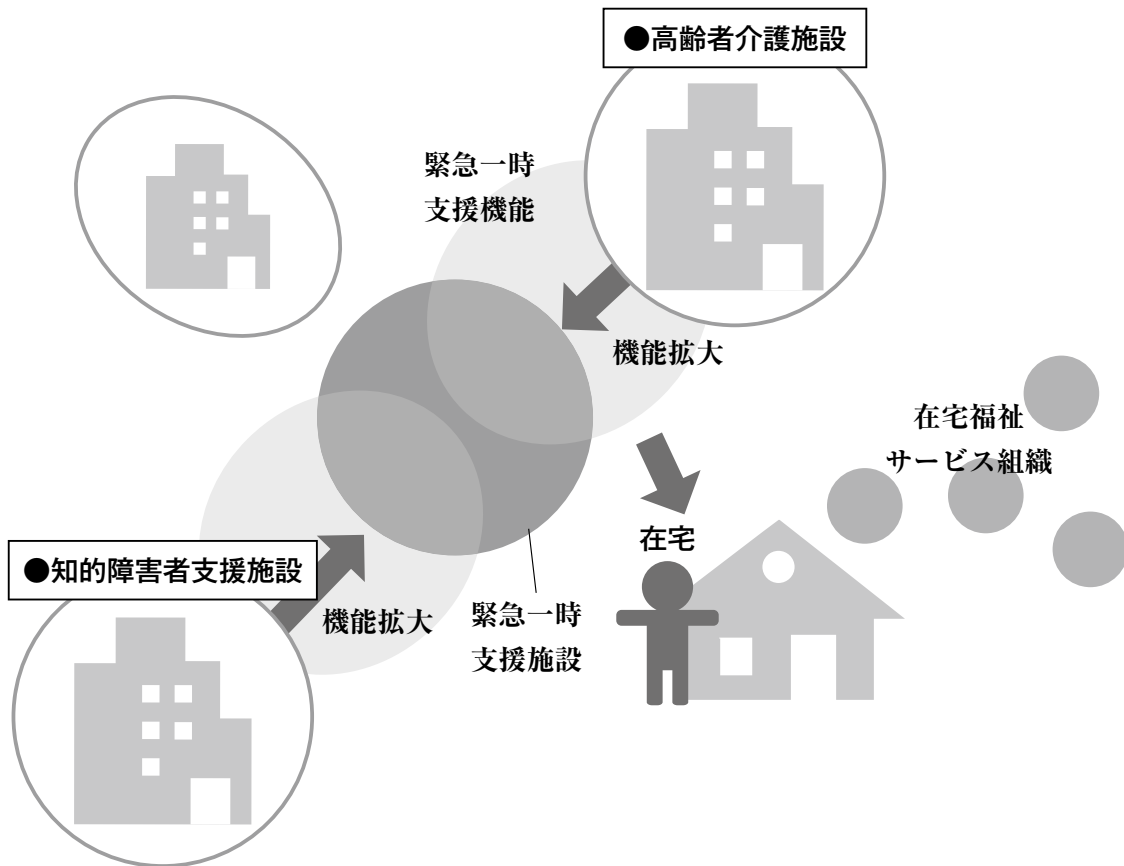 ●高齢者介護施設
緊急一時
支援機能
機能拡大
在宅福祉
サービス組織
在宅
●知的障害者支援施設
機能拡大
緊急一時
支援施設